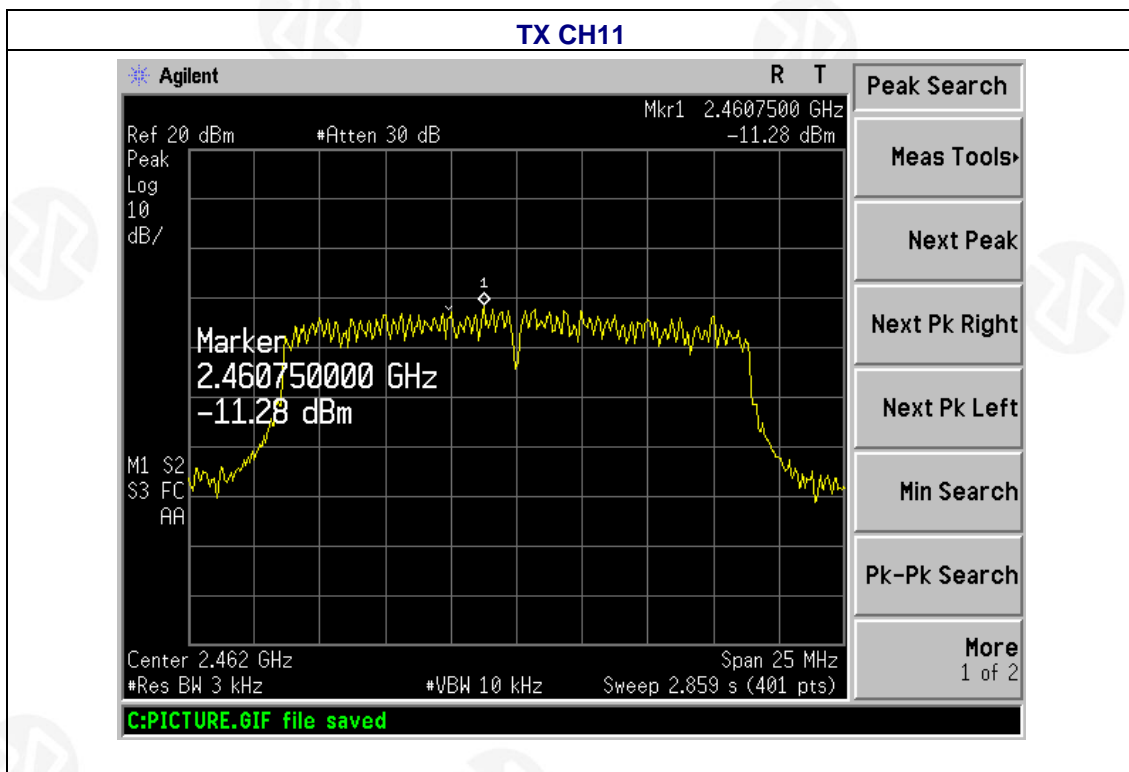 TX CH11
Agilent R T
Peak Search
Mkr1 2.4607500 GHz
Ref 20 dBm #Atten 30 dB -11.28 dBm
Peak
Log
10
dB/
1
Marker
2.460750000 GHz
-11.28 dBm
M1 S2
S3 FC
AA
Center 2.462 GHz Span 25 MHz
#Res BW 3 kHz #VBW 10 kHz Sweep 2.859 s (401 pts)
C:PICTURE.GIF file saved
Meas Tools
Next Peak
Next Pk Right
Next Pk Left
Min Search
Pk-Pk Search
More
1 of 2